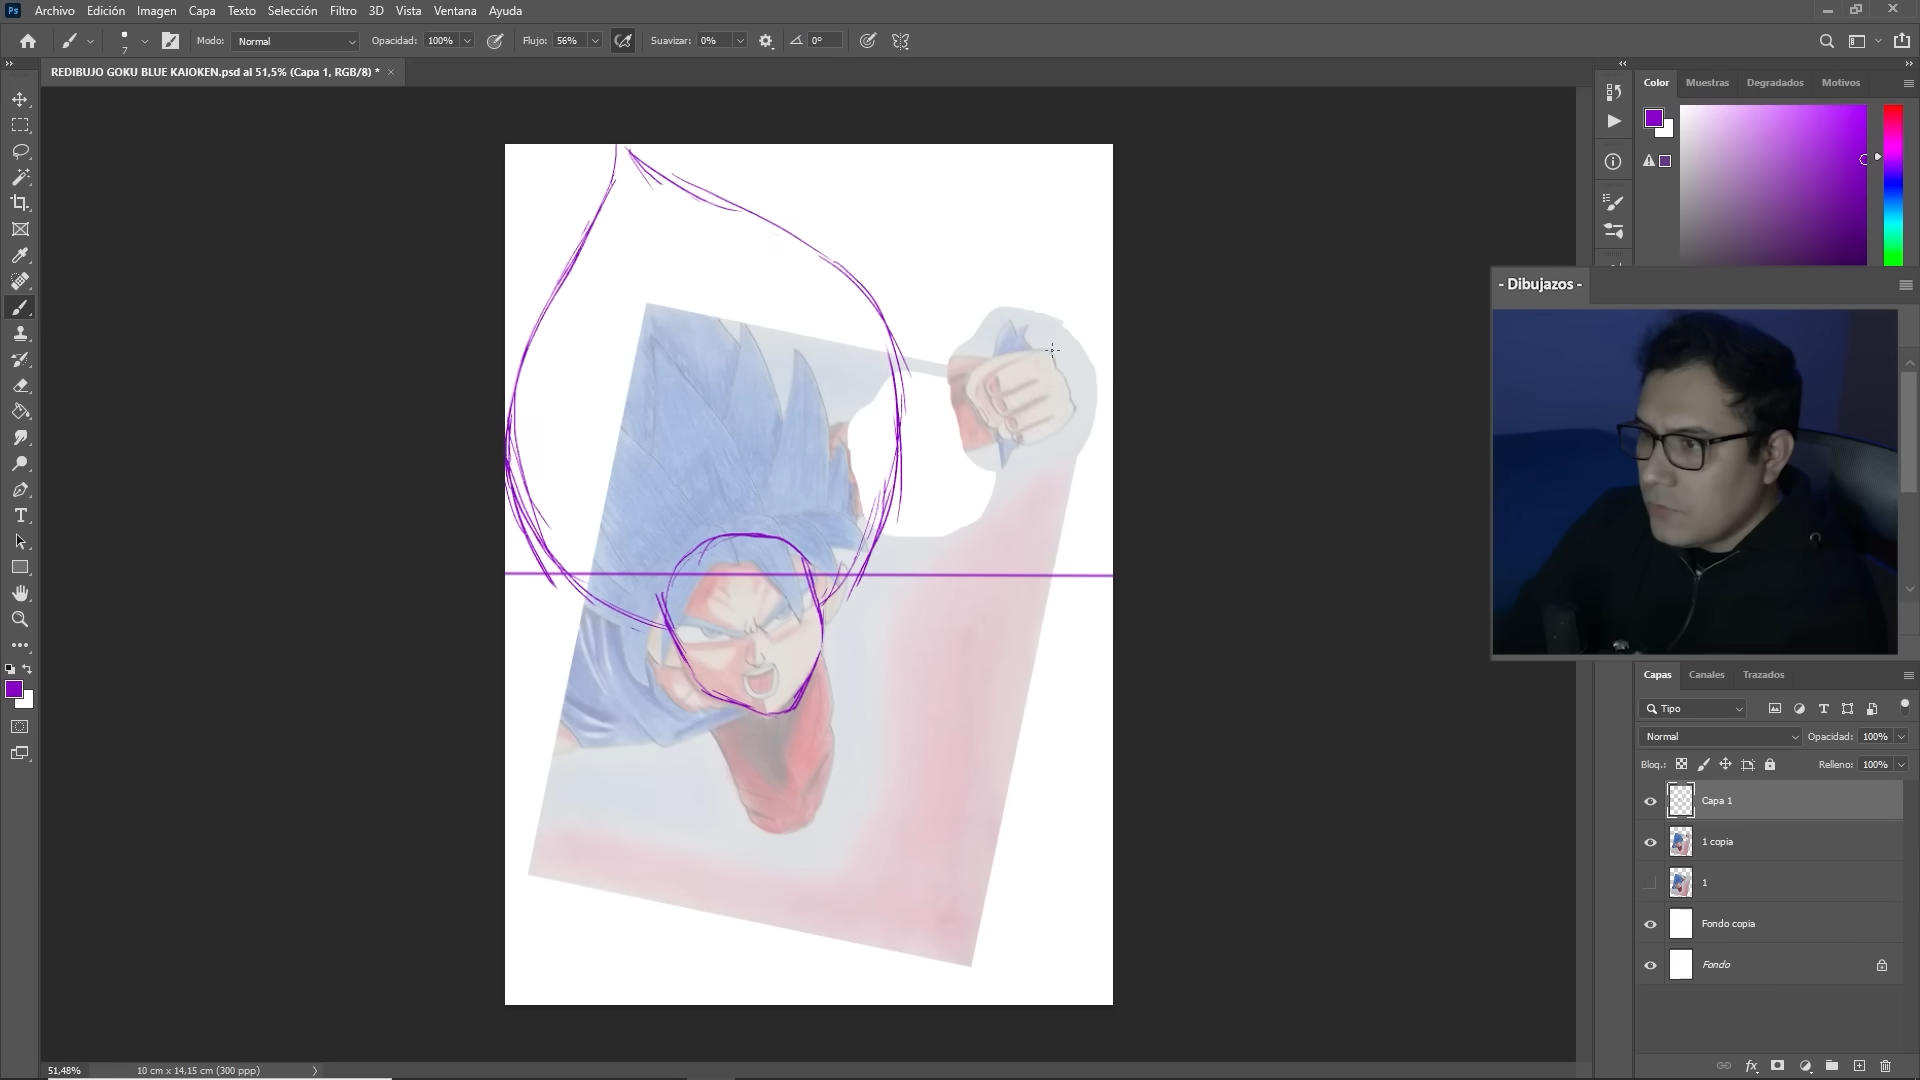 Ps Archivo Edición Imagen Capa Texto Selección Filtro 3D Vista Ventana Ayuda
7 Modo: Normal Opacidad: 100% Flujo: 56% Suavizar: 0% 0°
REDIBUJO GOKU BLUE KAIOKEN.psd al 51,5% (Capa 1, RGB/8) * ×
Color Muestras Degradados Motivos
- Dibujazos -
Capas Canales Trazados
Tipo
Normal Opacidad: 100%
Bloq.: Relleno: 100%
Capa 1
1 copia
1
Fondo copia
Fondo
51,48% 10 cm x 14,15 cm (300 ppp)